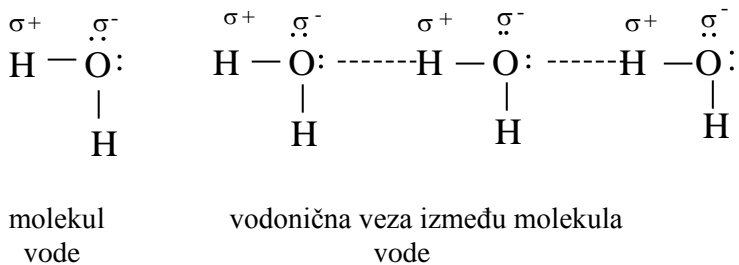 σ+ σ- σ+ σ- σ+ σ- σ+ σ-
H — O : H — O : ------- H — O : ------ H — O :
H H H H
molekul vodonična veza između molekula
vode vode